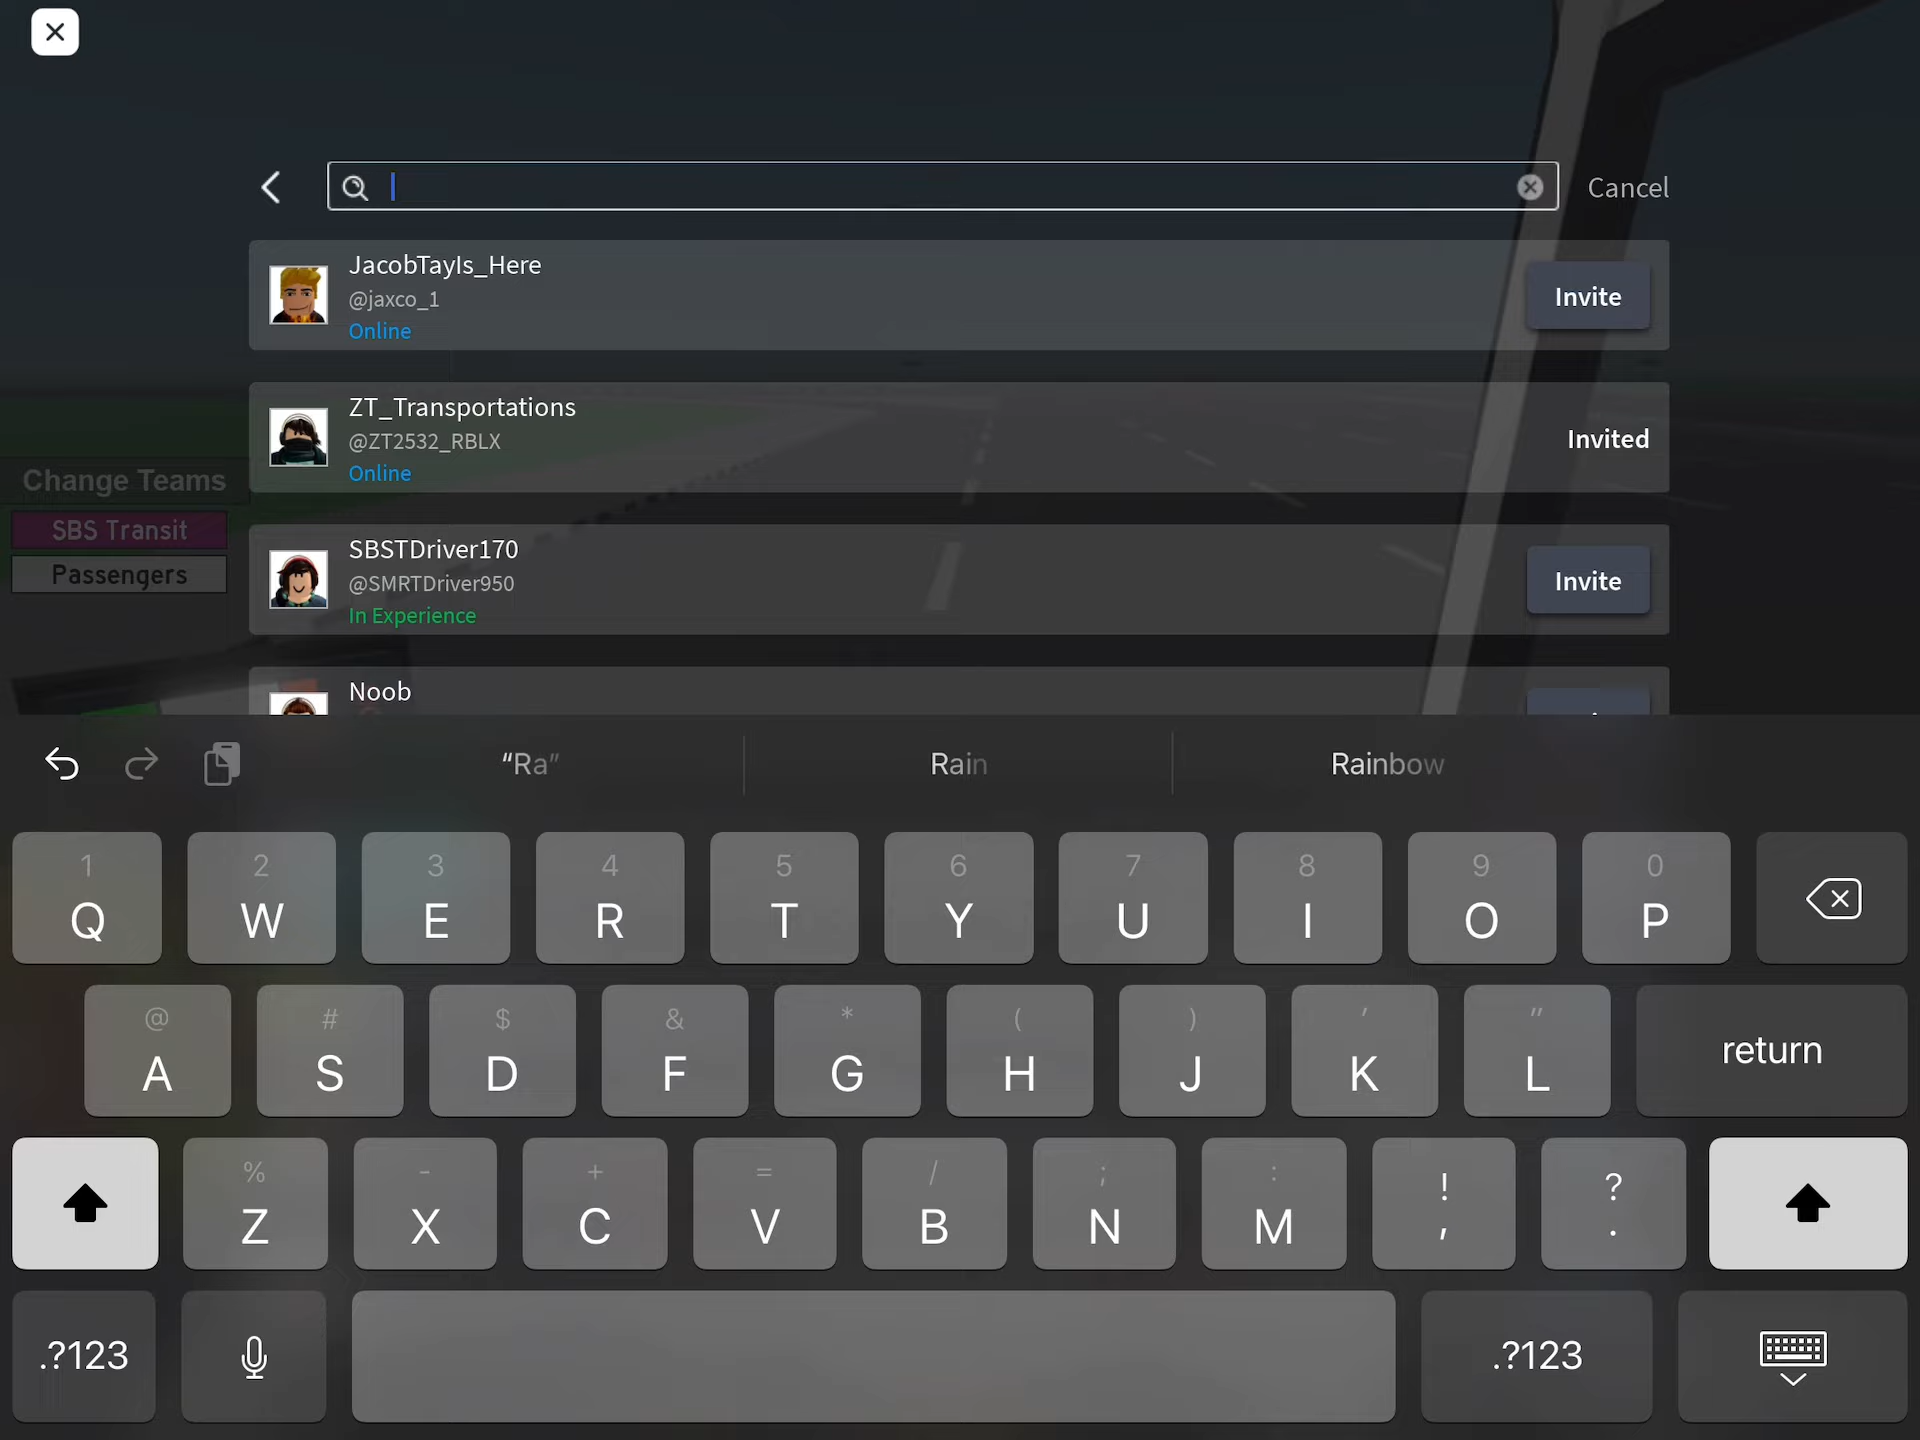 Cancel
JacobTayIs_Here
@jaxco_1
Online
Invite
ZT_Transportations
@ZT2532_RBLX
Online
Invited
Change Teams
SBS Transit
Passengers
SBSTDriver170
@SMRTDriver950
In Experience
Invite
Noob
“Ra” Rain Rainbow
1 2 3 4 5 6 7 8 9 0
Q W E R T Y U I O P
@ # $ & * ( ) ' "
A S D F G H J K L return
% - + = / ; : ! ?
Z X C V B N M , .
.?123 .?123